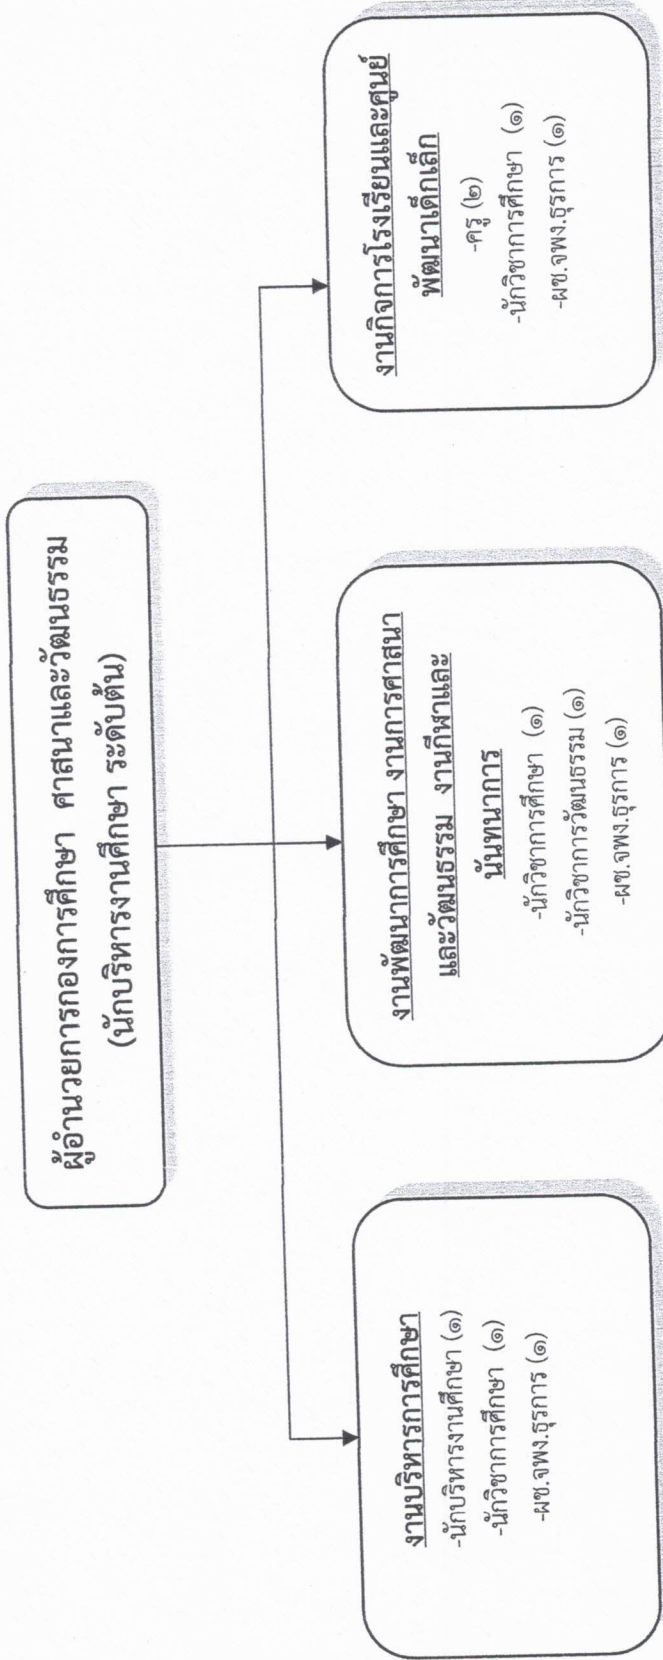 ผู้อำนวยการกองการศึกษา ศาสนาและวัฒนธรรม
(นักบริหารงานศึกษา ระดับต้น)
งานบริหารการศึกษา
-นักบริหารงานศึกษา (๑)
-นักวิชาการศึกษา (๑)
-ผช.จพง.ธุรการ (๑)
งานพัฒนาการศึกษา งานการศาสนา
และวัฒนธรรม งานกีฬาและ
นันทนาการ
-นักวิชาการศึกษา (๑)
-นักวิชาการวัฒนธรรม (๑)
-ผช.จพง.ธุรการ (๑)
งานกิจการโรงเรียนและศูนย์
พัฒนาเด็กเล็ก
-ครู (๒)
-นักวิชาการศึกษา (๑)
-ผช.จพง.ธุรการ (๑)